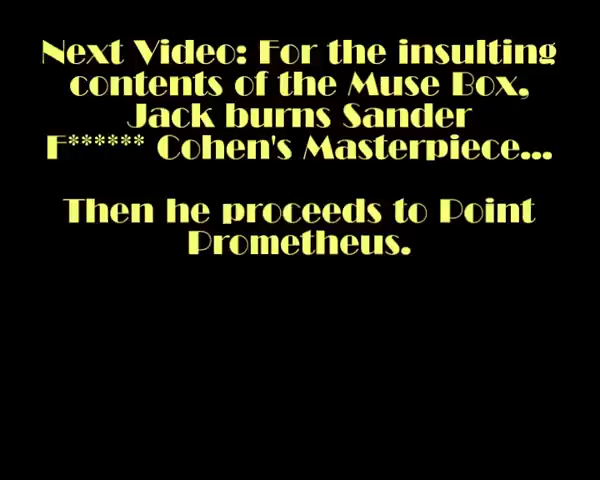 Next Video: For the insulting
contents of the Muse Box,
Jack burns Sander
F****** Cohen's Masterpiece...
Then he proceeds to Point
Prometheus.